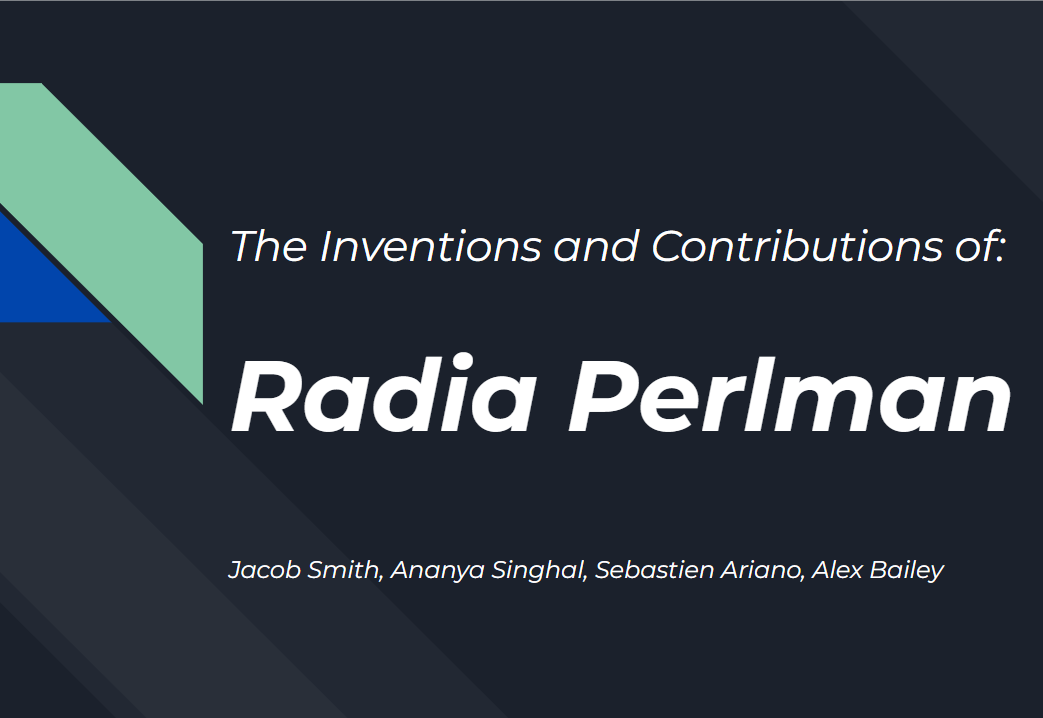 The Inventions and Contributions of:
Radia Perlman
Jacob Smith, Ananya Singhal, Sebastien Ariano, Alex Bailey